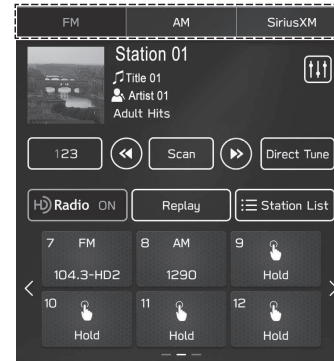 FM AM SiriusXM
Station 01
Title 01
Artist 01
Adult Hits
123 Scan Direct Tune
HD Radio ON Replay Station List
7 FM 8 AM 9
104.3-HD2 1290 Hold
10 11 12
Hold Hold Hold